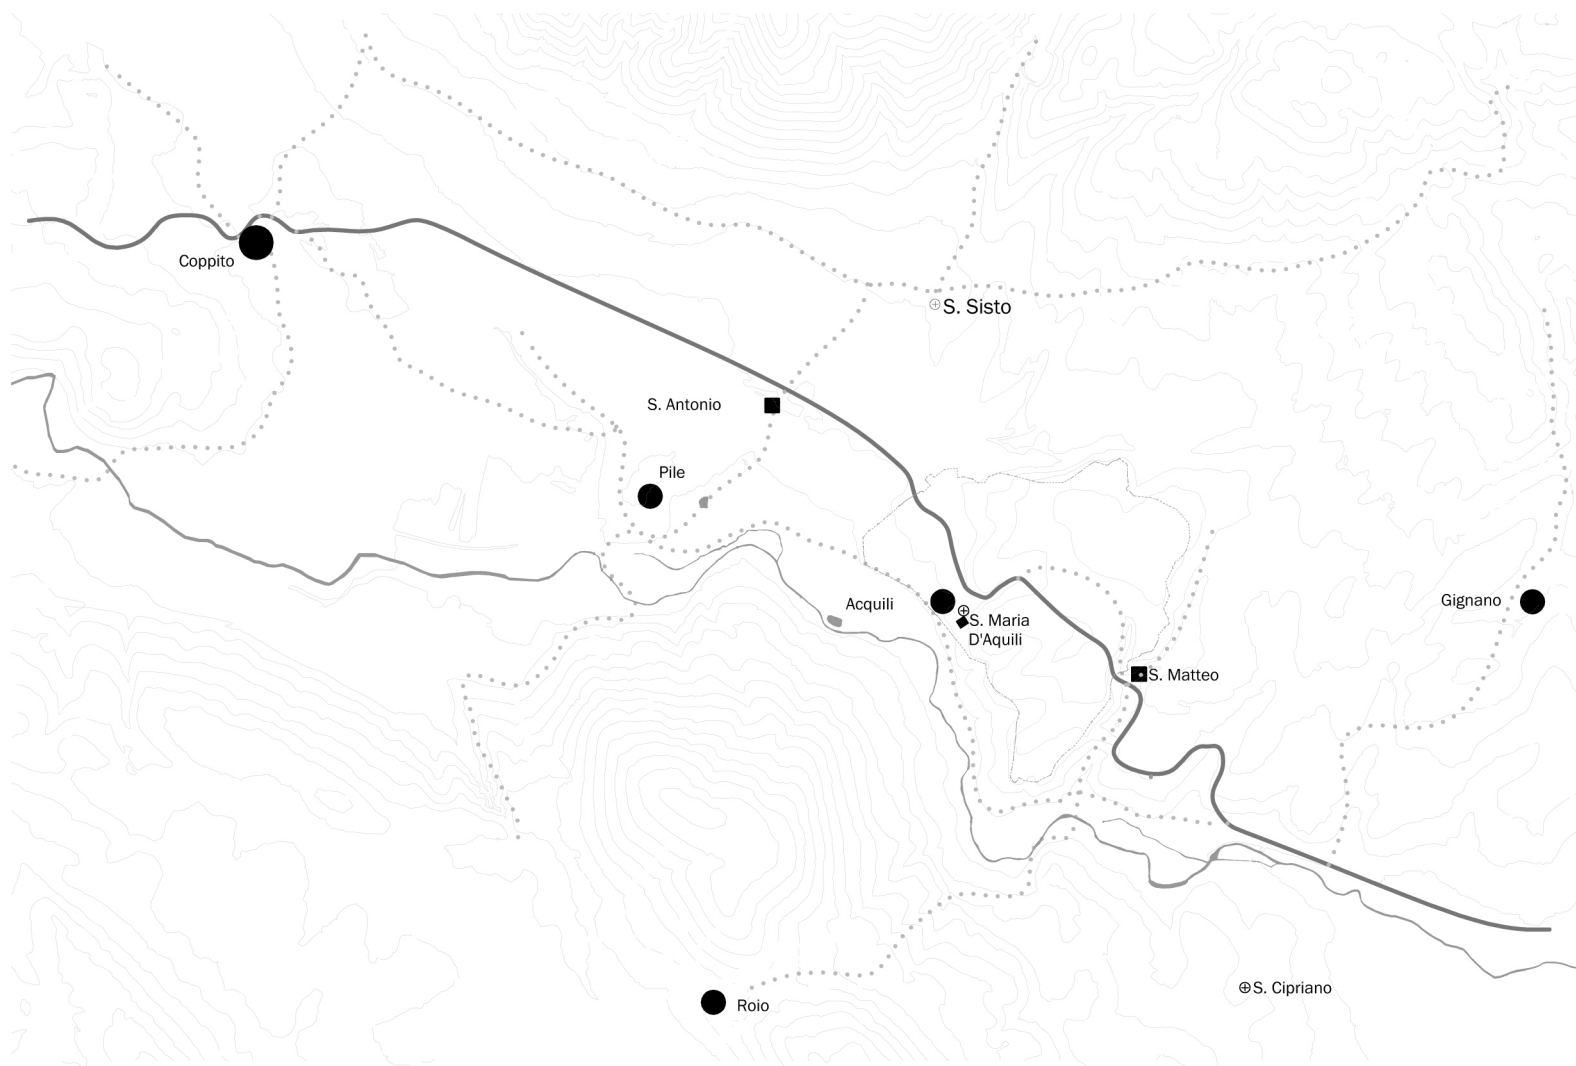 Coppito
S. Sisto
S. Antonio
Pile
Acquili
Gignano
S. Maria
D'Aquili
S. Matteo
S. Cipriano
Roio